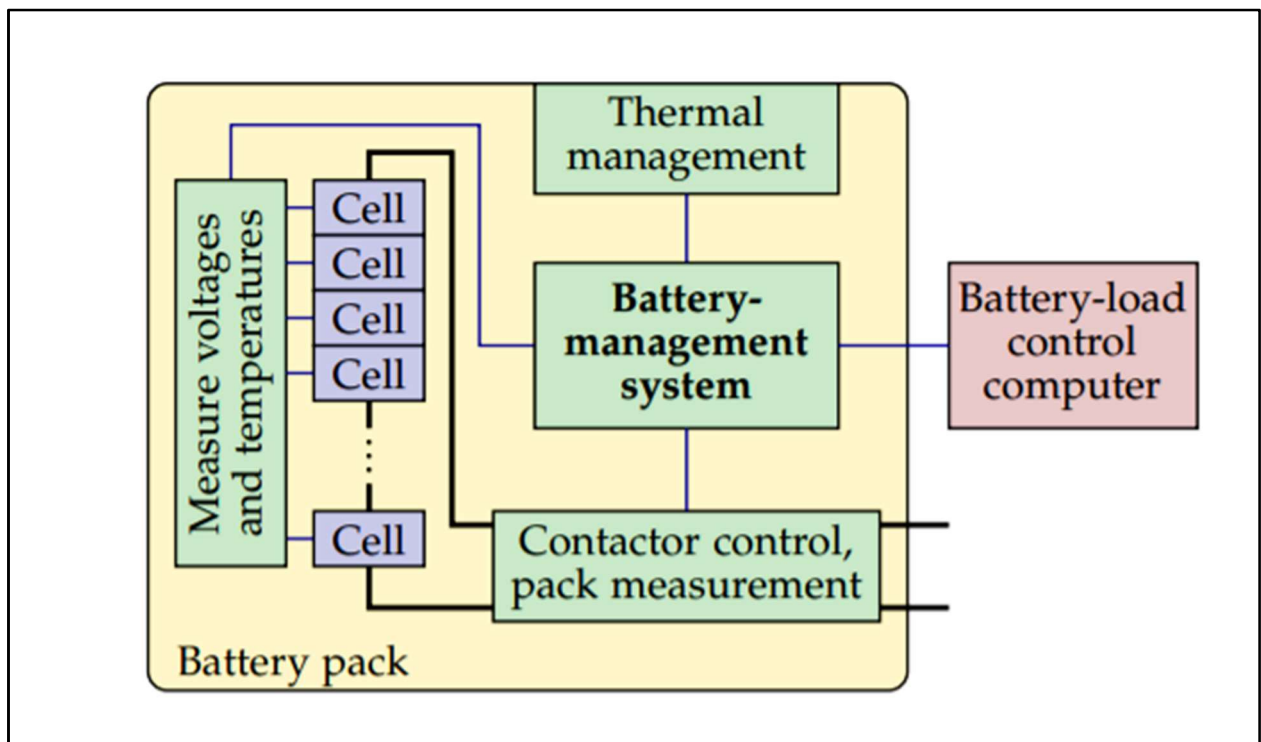 Thermal
management
Measure voltages
and temperatures
Cell
Cell
Cell
Cell
Cell
Battery-
management
system
Battery-load
control
computer
Contactor control,
pack measurement
Battery pack